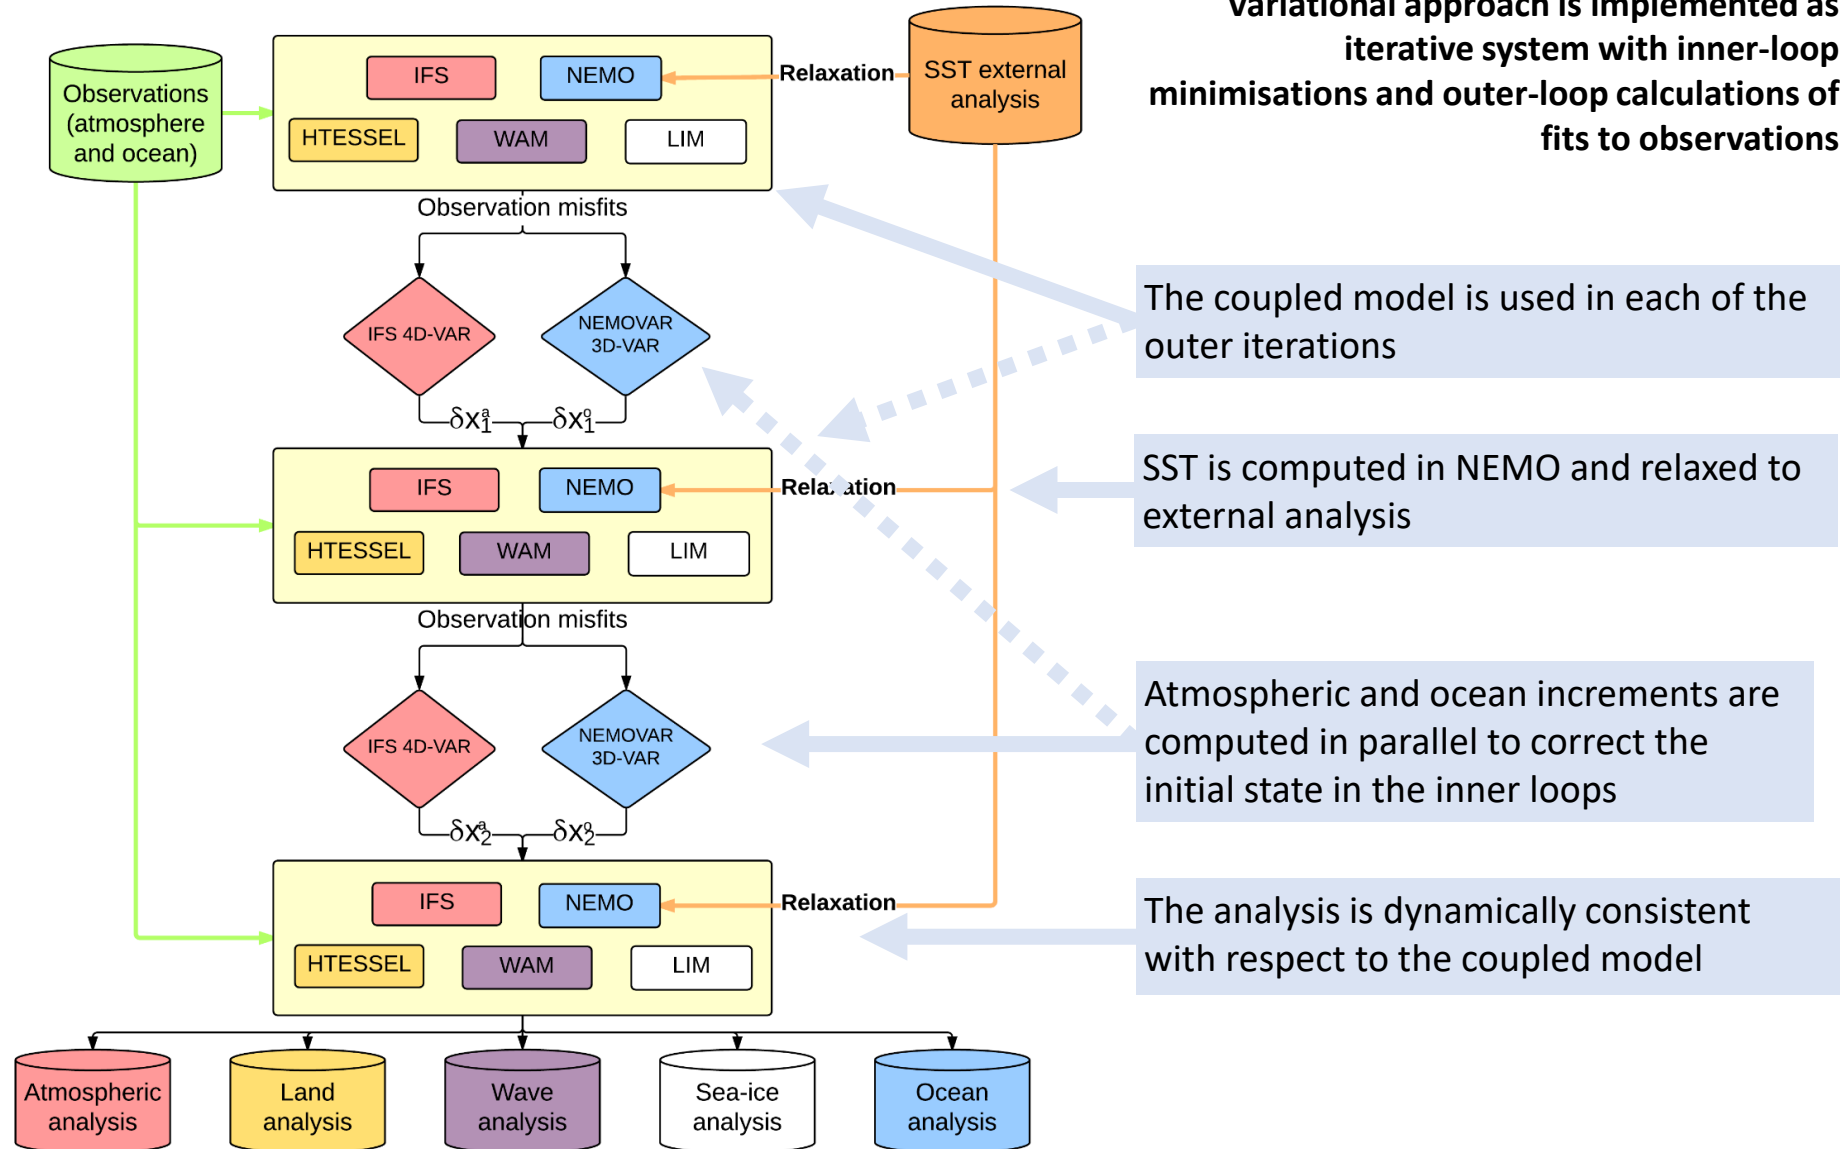 variational approach is implemented as
iterative system with inner-loop
minimisations and outer-loop calculations of
fits to observations
Observations
(atmosphere
and ocean)
IFS
NEMO
HTESSEL
WAM
LIM
Relaxation
SST external
analysis
Observation misfits
IFS 4D-VAR
NEMOVAR
3D-VAR
δx₁ᵃ
δx₁ᵒ
The coupled model is used in each of the
outer iterations
IFS
NEMO
HTESSEL
WAM
LIM
Relaxation
SST is computed in NEMO and relaxed to
external analysis
Observation misfits
IFS 4D-VAR
NEMOVAR
3D-VAR
δx₂ᵃ
δx₂ᵒ
Atmospheric and ocean increments are
computed in parallel to correct the
initial state in the inner loops
IFS
NEMO
HTESSEL
WAM
LIM
Relaxation
The analysis is dynamically consistent
with respect to the coupled model
Atmospheric
analysis
Land
analysis
Wave
analysis
Sea-ice
analysis
Ocean
analysis